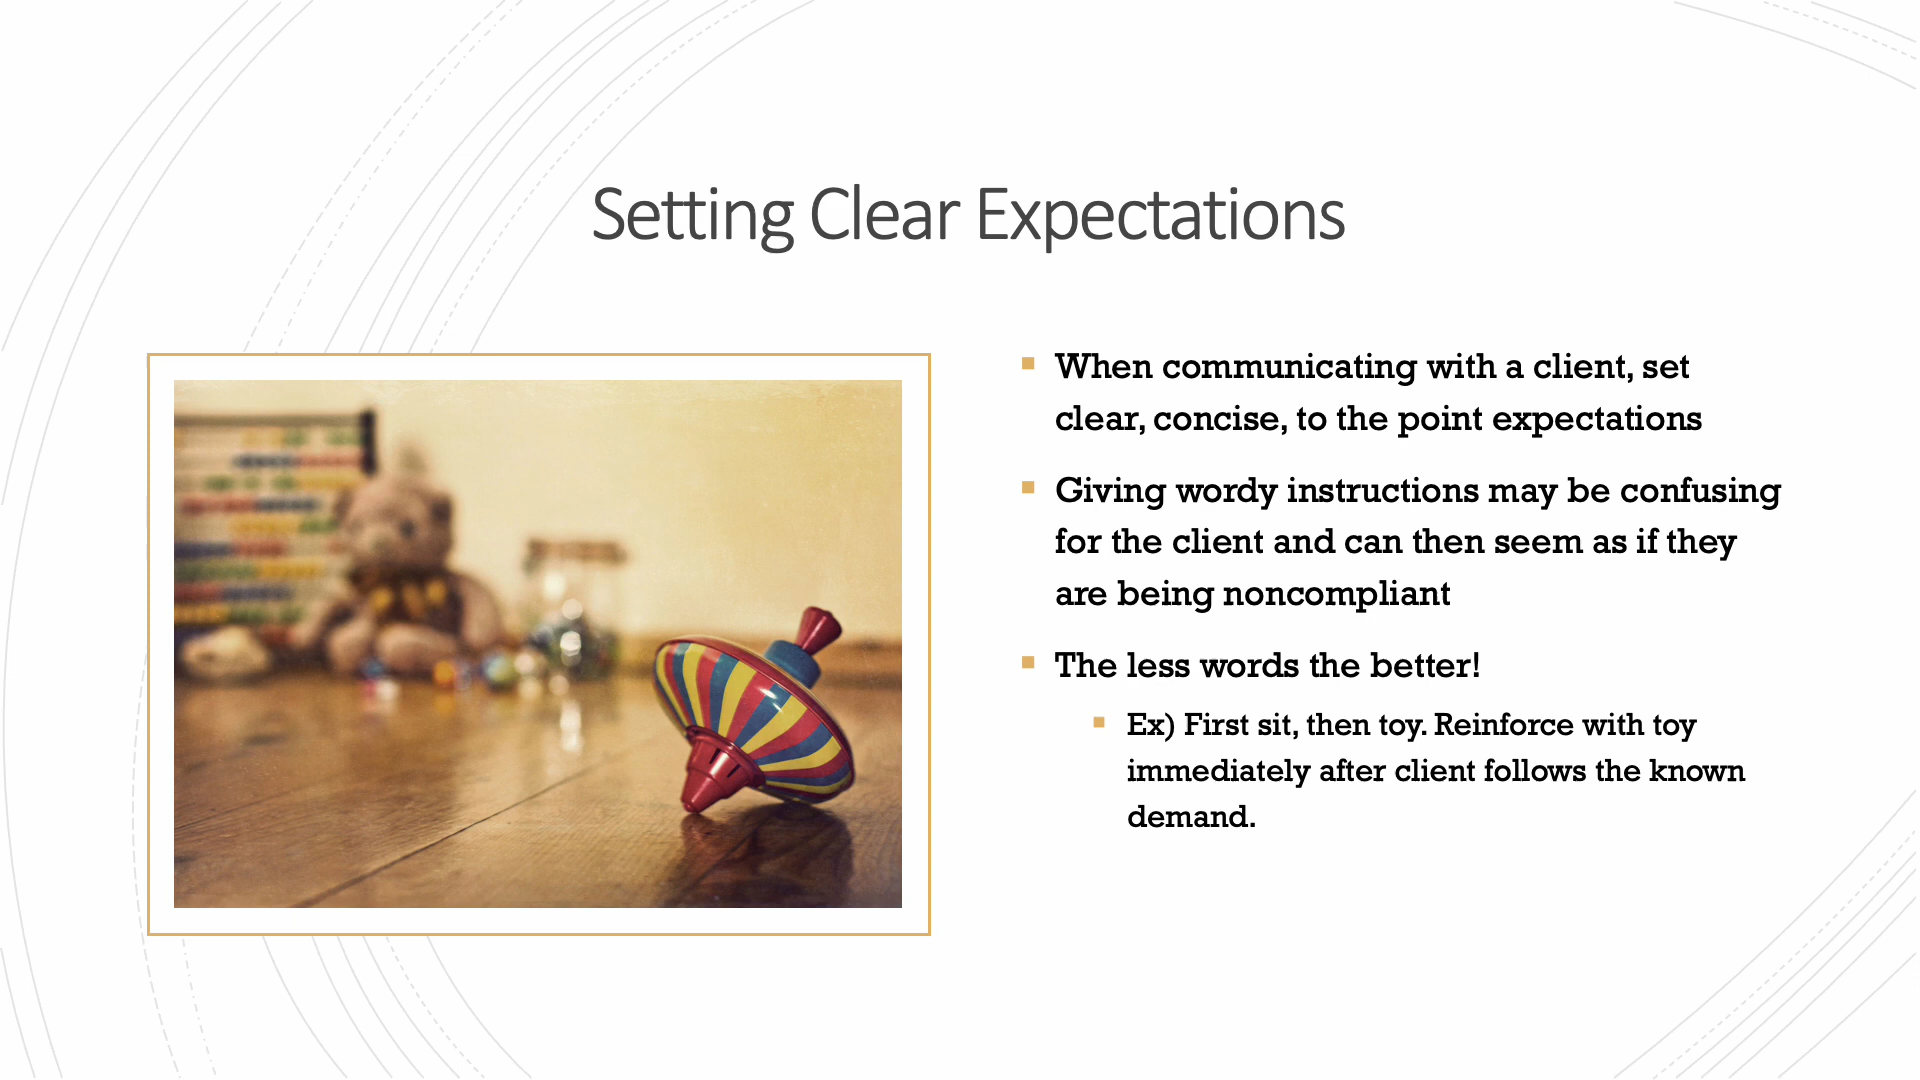 Setting Clear Expectations
When communicating with a client, set
clear, concise, to the point expectations
Giving wordy instructions may be confusing
for the client and can then seem as if they
are being noncompliant
The less words the better!
Ex) First sit, then toy. Reinforce with toy
immediately after client follows the known
demand.